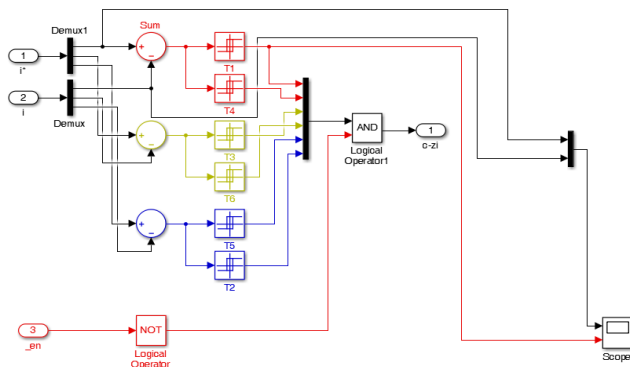 Demux1
Sum
1
i*
T1
T4
2
i
Demux
T3
T6
AND
Logical
Operator1
1
c-zi
T5
T2
3
_en
NOT
Logical
Operator
Scope